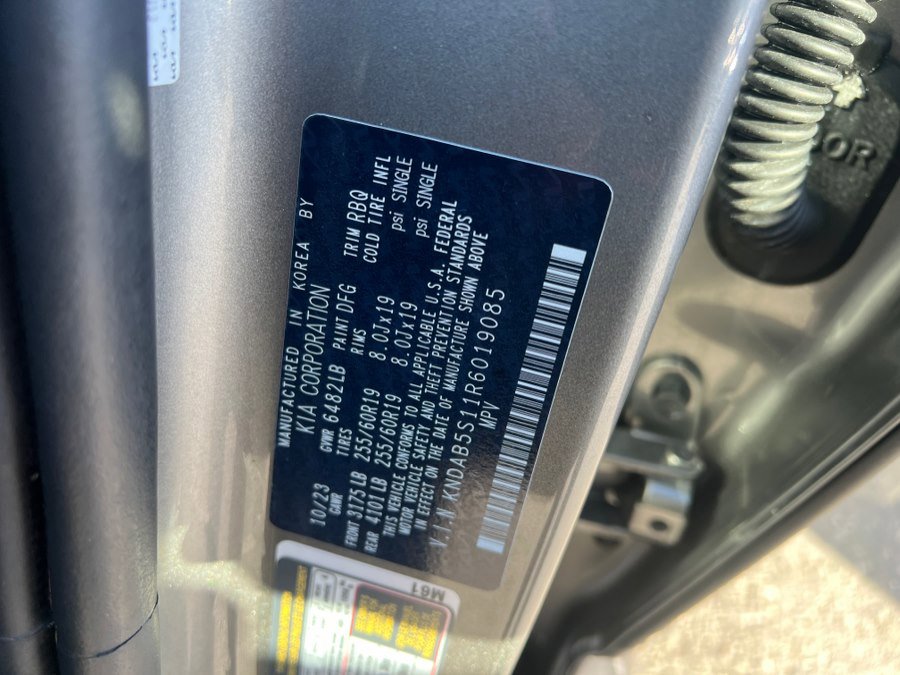 MANUFACTURED IN KOREA BY
KIA CORPORATION
10/23 GVWR 6482LB PAINT DFG TRIM RBQ
GAWR TIRES RIMS COLD TIRE INFL
FRONT 3175LB 255/60R19 8.0Jx19 psi SINGLE
REAR 4101LB 255/60R19 8.0Jx19 psi SINGLE
THIS VEHICLE CONFORMS TO ALL APPLICABLE U.S.A. FEDERAL
MOTOR VEHICLE SAFETY AND THEFT PREVENTION STANDARDS
IN EFFECT ON THE DATE OF MANUFACTURE SHOWN ABOVE
V.I.N. KNDAB5S11R6019085
MPV
M61